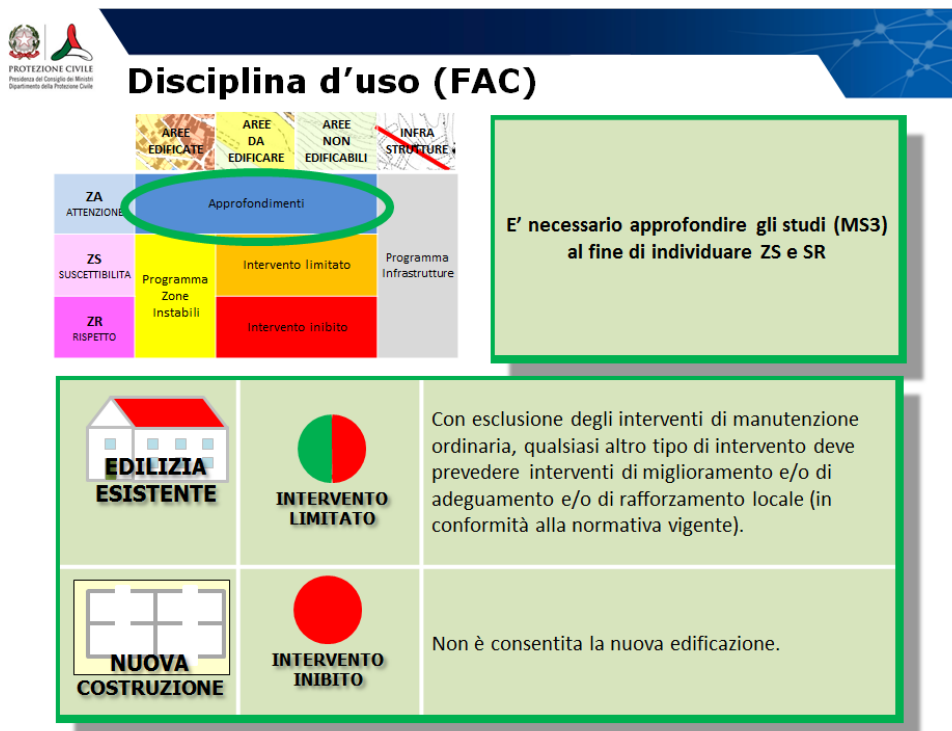 PROTEZIONE CIVILE
Presidenza del Consiglio dei Ministri
Dipartimento della Protezione Civile
Disciplina d’uso (FAC)
AREE
EDIFICATE
AREE
DA
EDIFICARE
AREE
NON
EDIFICABILI
INFRA
STRUTTURE
ZA
ATTENZIONE
Approfondimenti
ZS
SUSCETTIBILITA
Programma
Zone
Instabili
Intervento limitato
Programma
Infrastrutture
ZR
RISPETTO
Intervento inibito
E’ necessario approfondire gli studi (MS3)
al fine di individuare ZS e SR
EDILIZIA
ESISTENTE
INTERVENTO
LIMITATO
Con esclusione degli interventi di manutenzione
ordinaria, qualsiasi altro tipo di intervento deve
prevedere interventi di miglioramento e/o di
adeguamento e/o di rafforzamento locale (in
conformità alla normativa vigente).
NUOVA
COSTRUZIONE
INTERVENTO
INIBITO
Non è consentita la nuova edificazione.